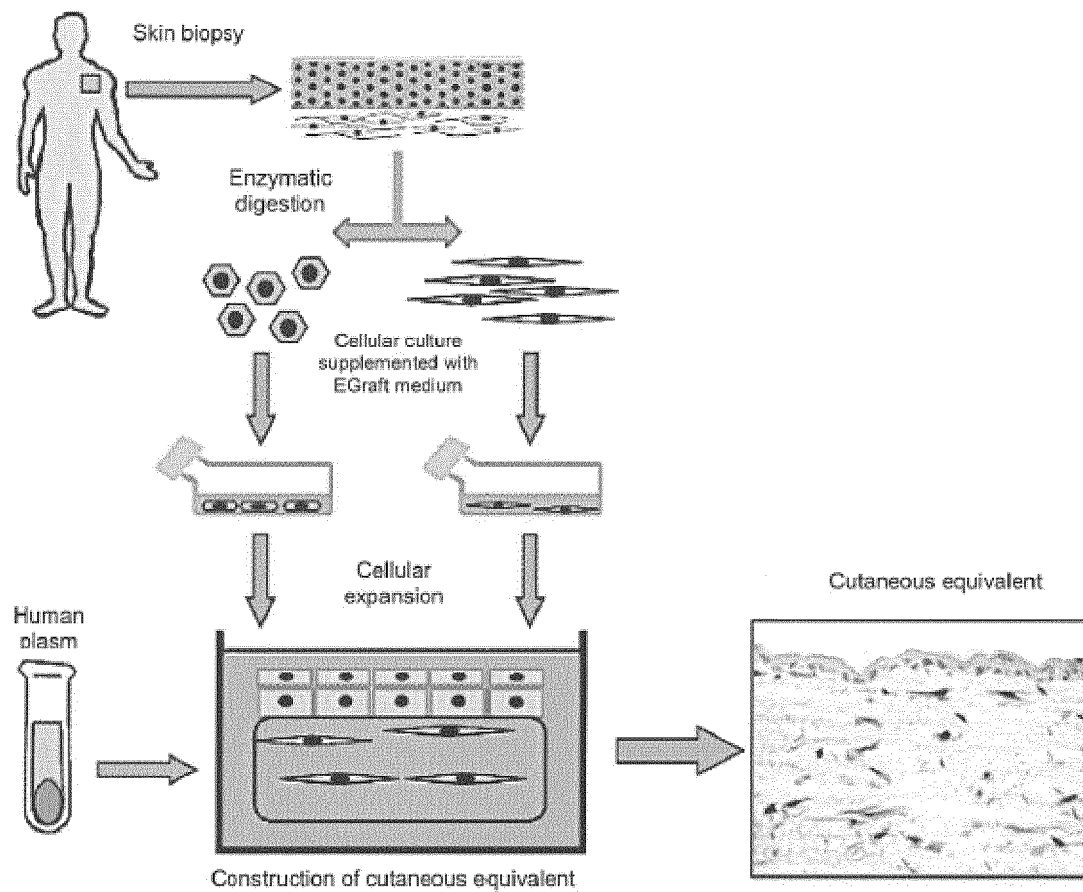 Skin biopsy
Enzymatic
digestion
Cellular culture
supplemented with
EGraft medium
Cellular
expansion
Human
plasm
Cutaneous equivalent
Construction of cutaneous equivalent